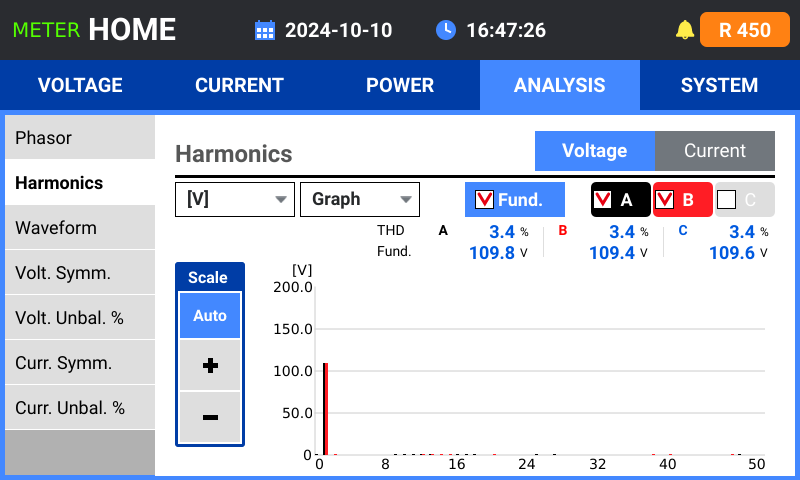 METER HOME 2024-10-10 16:47:26 R 450
VOLTAGE CURRENT POWER ANALYSIS SYSTEM
Phasor
Harmonics
Waveform
Volt. Symm.
Volt. Unbal. %
Curr. Symm.
Curr. Unbal. %
Harmonics Voltage Current
[V] Graph Fund. A B C
THD A 3.4 % B 3.4 % C 3.4 %
Fund. 109.8 V 109.4 V 109.6 V
Scale
Auto
+
−
[V]
200.0
150.0
100.0
50.0
0
0 8 16 24 32 40 50